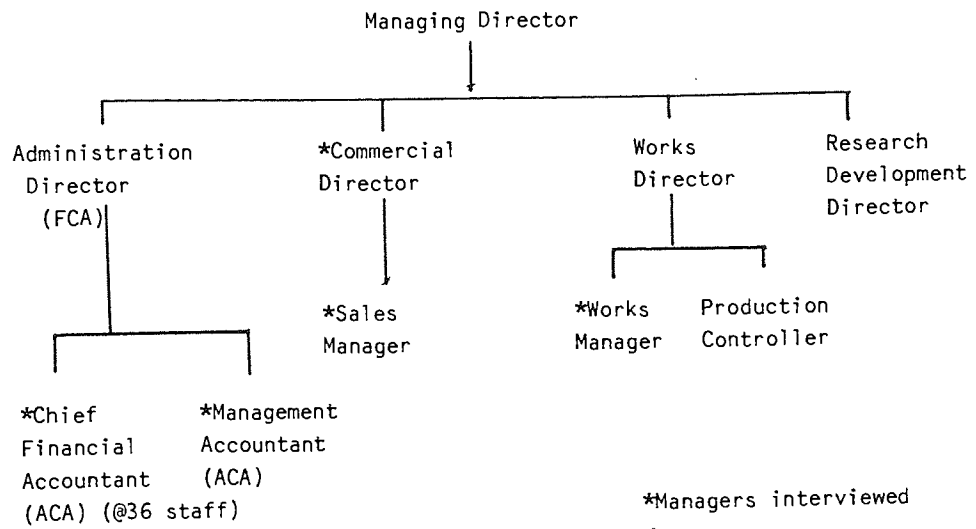 Managing Director
Administration
Director
(FCA)
*Commercial
Director
Works
Director
Research
Development
Director
*Sales
Manager
*Works
Manager
Production
Controller
*Chief
Financial
Accountant
(ACA) (@36 staff)
*Management
Accountant
(ACA)
*Managers interviewed